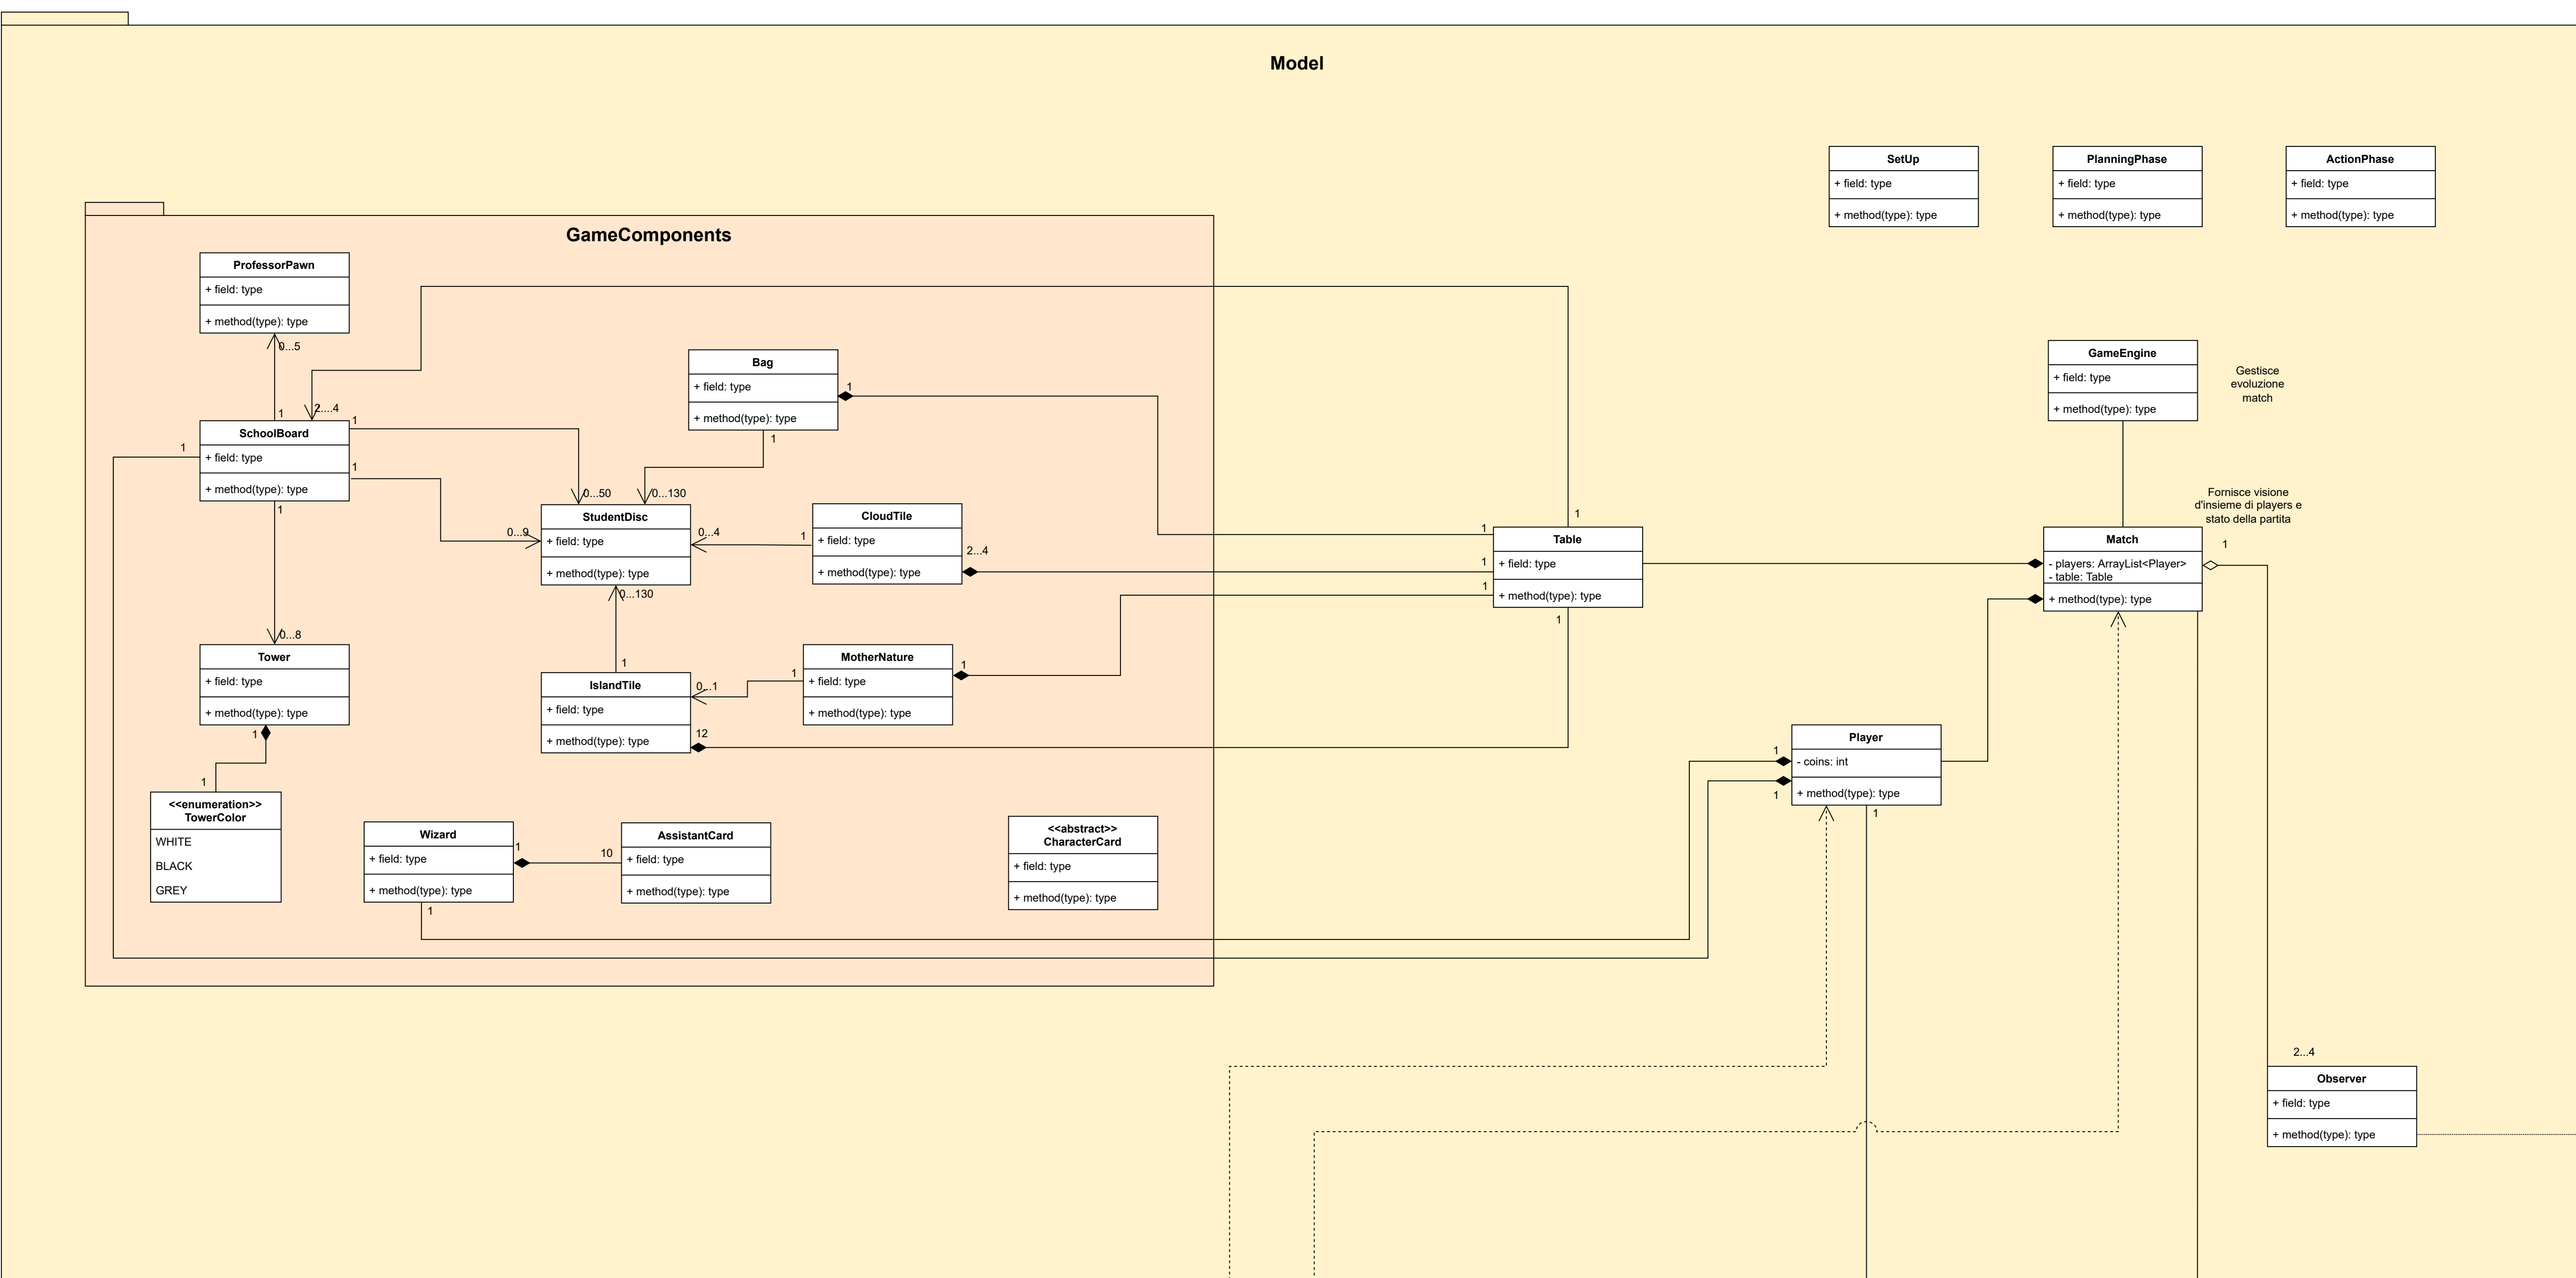 Model
SetUp
+ field: type
+ method(type): type
PlanningPhase
+ field: type
+ method(type): type
ActionPhase
+ field: type
+ method(type): type
GameComponents
ProfessorPawn
+ field: type
+ method(type): type
0...5
1
2....4
Bag
+ field: type
+ method(type): type
1
1
GameEngine
+ field: type
+ method(type): type
Gestisce
evoluzione
match
SchoolBoard
+ field: type
+ method(type): type
1
1
1
1
0...50
0...130
0...9
StudentDisc
+ field: type
+ method(type): type
0...4
1
CloudTile
+ field: type
+ method(type): type
2...4
0...130
Table
+ field: type
+ method(type): type
1
1
1
1
1
Fornisce visione
d'insieme di players e
stato della partita
Match
- players: ArrayList<Player>
- table: Table
+ method(type): type
1
0...8
Tower
+ field: type
+ method(type): type
1
1
1
IslandTile
+ field: type
+ method(type): type
0...1
12
1
MotherNature
+ field: type
+ method(type): type
1
Player
- coins: int
+ method(type): type
1
1
1
<<enumeration>>
TowerColor
WHITE
BLACK
GREY
Wizard
+ field: type
+ method(type): type
1
1
10
AssistantCard
+ field: type
+ method(type): type
<<abstract>>
CharacterCard
+ field: type
+ method(type): type
2...4
Observer
+ field: type
+ method(type): type